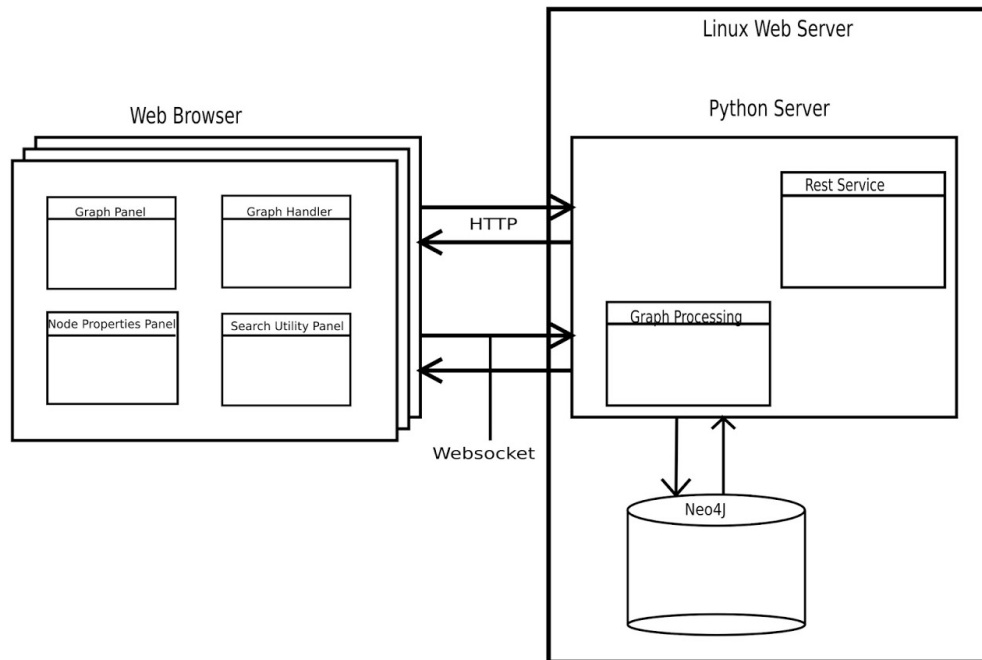 Linux Web Server
Web Browser
Python Server
Graph Panel
Graph Handler
Rest Service
HTTP
Node Properties Panel
Search Utility Panel
Graph Processing
Websocket
Neo4J